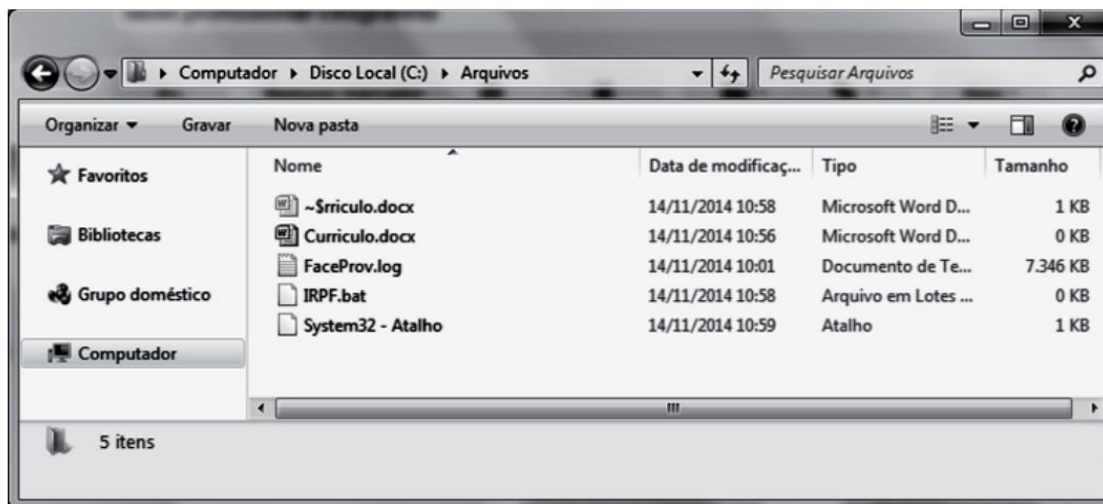 Computador ▸ Disco Local (C:) ▸ Arquivos Pesquisar Arquivos
Organizar Gravar Nova pasta
Favoritos
Bibliotecas
Grupo doméstico
Computador
Nome Data de modificaç... Tipo Tamanho
~$rriculo.docx 14/11/2014 10:58 Microsoft Word D... 1 KB
Curriculo.docx 14/11/2014 10:56 Microsoft Word D... 0 KB
FaceProv.log 14/11/2014 10:01 Documento de Te... 7.346 KB
IRPF.bat 14/11/2014 10:58 Arquivo em Lotes ... 0 KB
System32 - Atalho 14/11/2014 10:59 Atalho 1 KB
5 itens